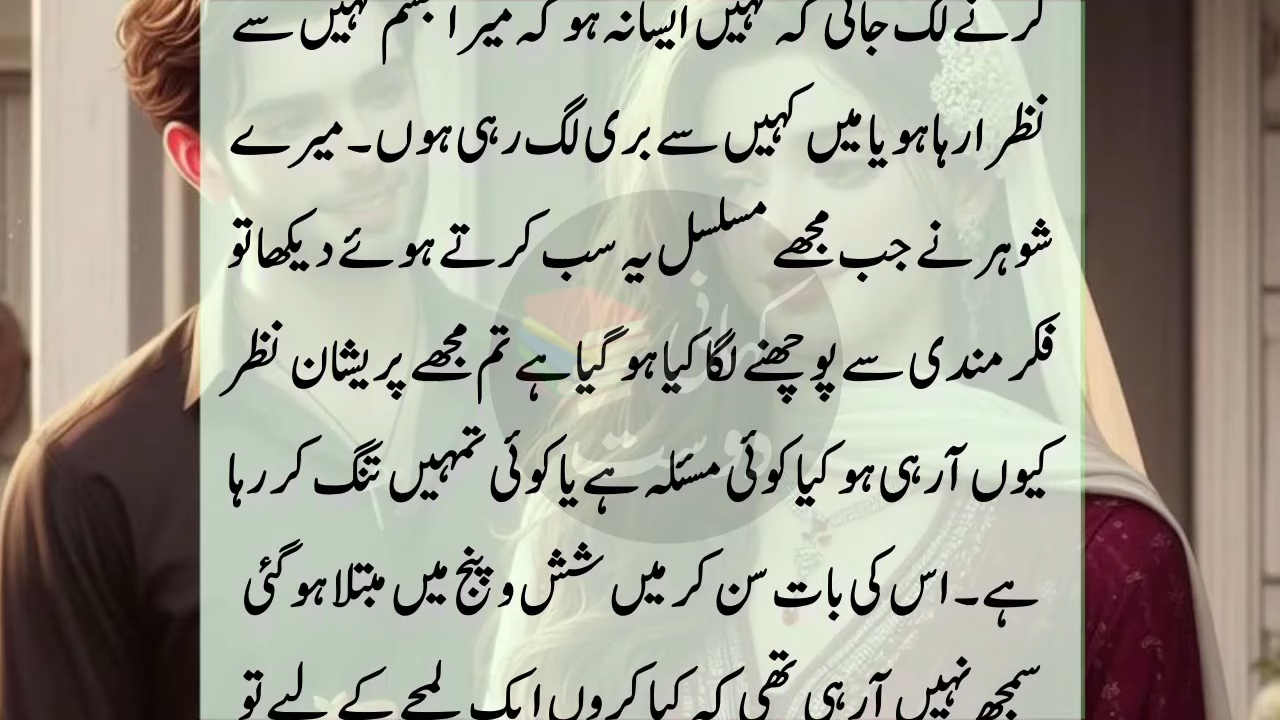 کرنے لگ جاتی کہ کہیں ایسا نہ ہو کہ میرا جسم کہیں سے
نظر ارہا ہو یا میں کہیں سے بری لگ رہی ہوں۔ میرے
شوہر نے جب مجھے مسلسل یہ سب کرتے ہوئے دیکھا تو
فکر مندی سے پوچھنے لگا کیا ہو گیا ہے تم مجھے پریشان نظر
کیوں آرہی ہو کیا کوئی مسئلہ ہے یا کوئی تمہیں تنگ کر رہا
ہے۔ اس کی بات سن کر میں شش و پنج میں مبتلا ہو گئی
سمجھ نہیں آرہی تھی کہ کیا کروں ایک لمحے کے لیے تو
کہانی
دوست